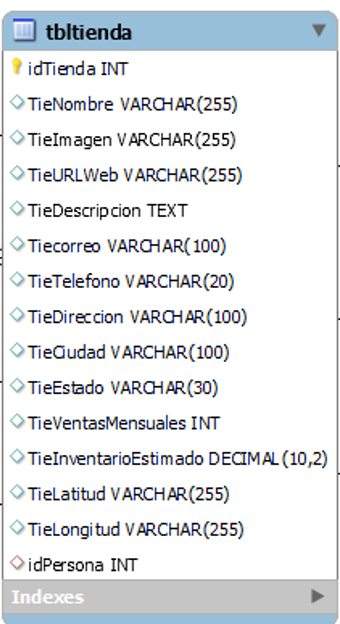 tbltienda
idTienda INT
TieNombre VARCHAR(255)
TieImagen VARCHAR(255)
TieURLWeb VARCHAR(255)
TieDescripcion TEXT
Tiecorreo VARCHAR(100)
TieTelefono VARCHAR(20)
TieDireccion VARCHAR(100)
TieCiudad VARCHAR(100)
TieEstado VARCHAR(30)
TieVentasMensuales INT
TieInventarioEstimado DECIMAL(10,2)
TieLatitud VARCHAR(255)
TieLongitud VARCHAR(255)
idPersona INT
Indexes